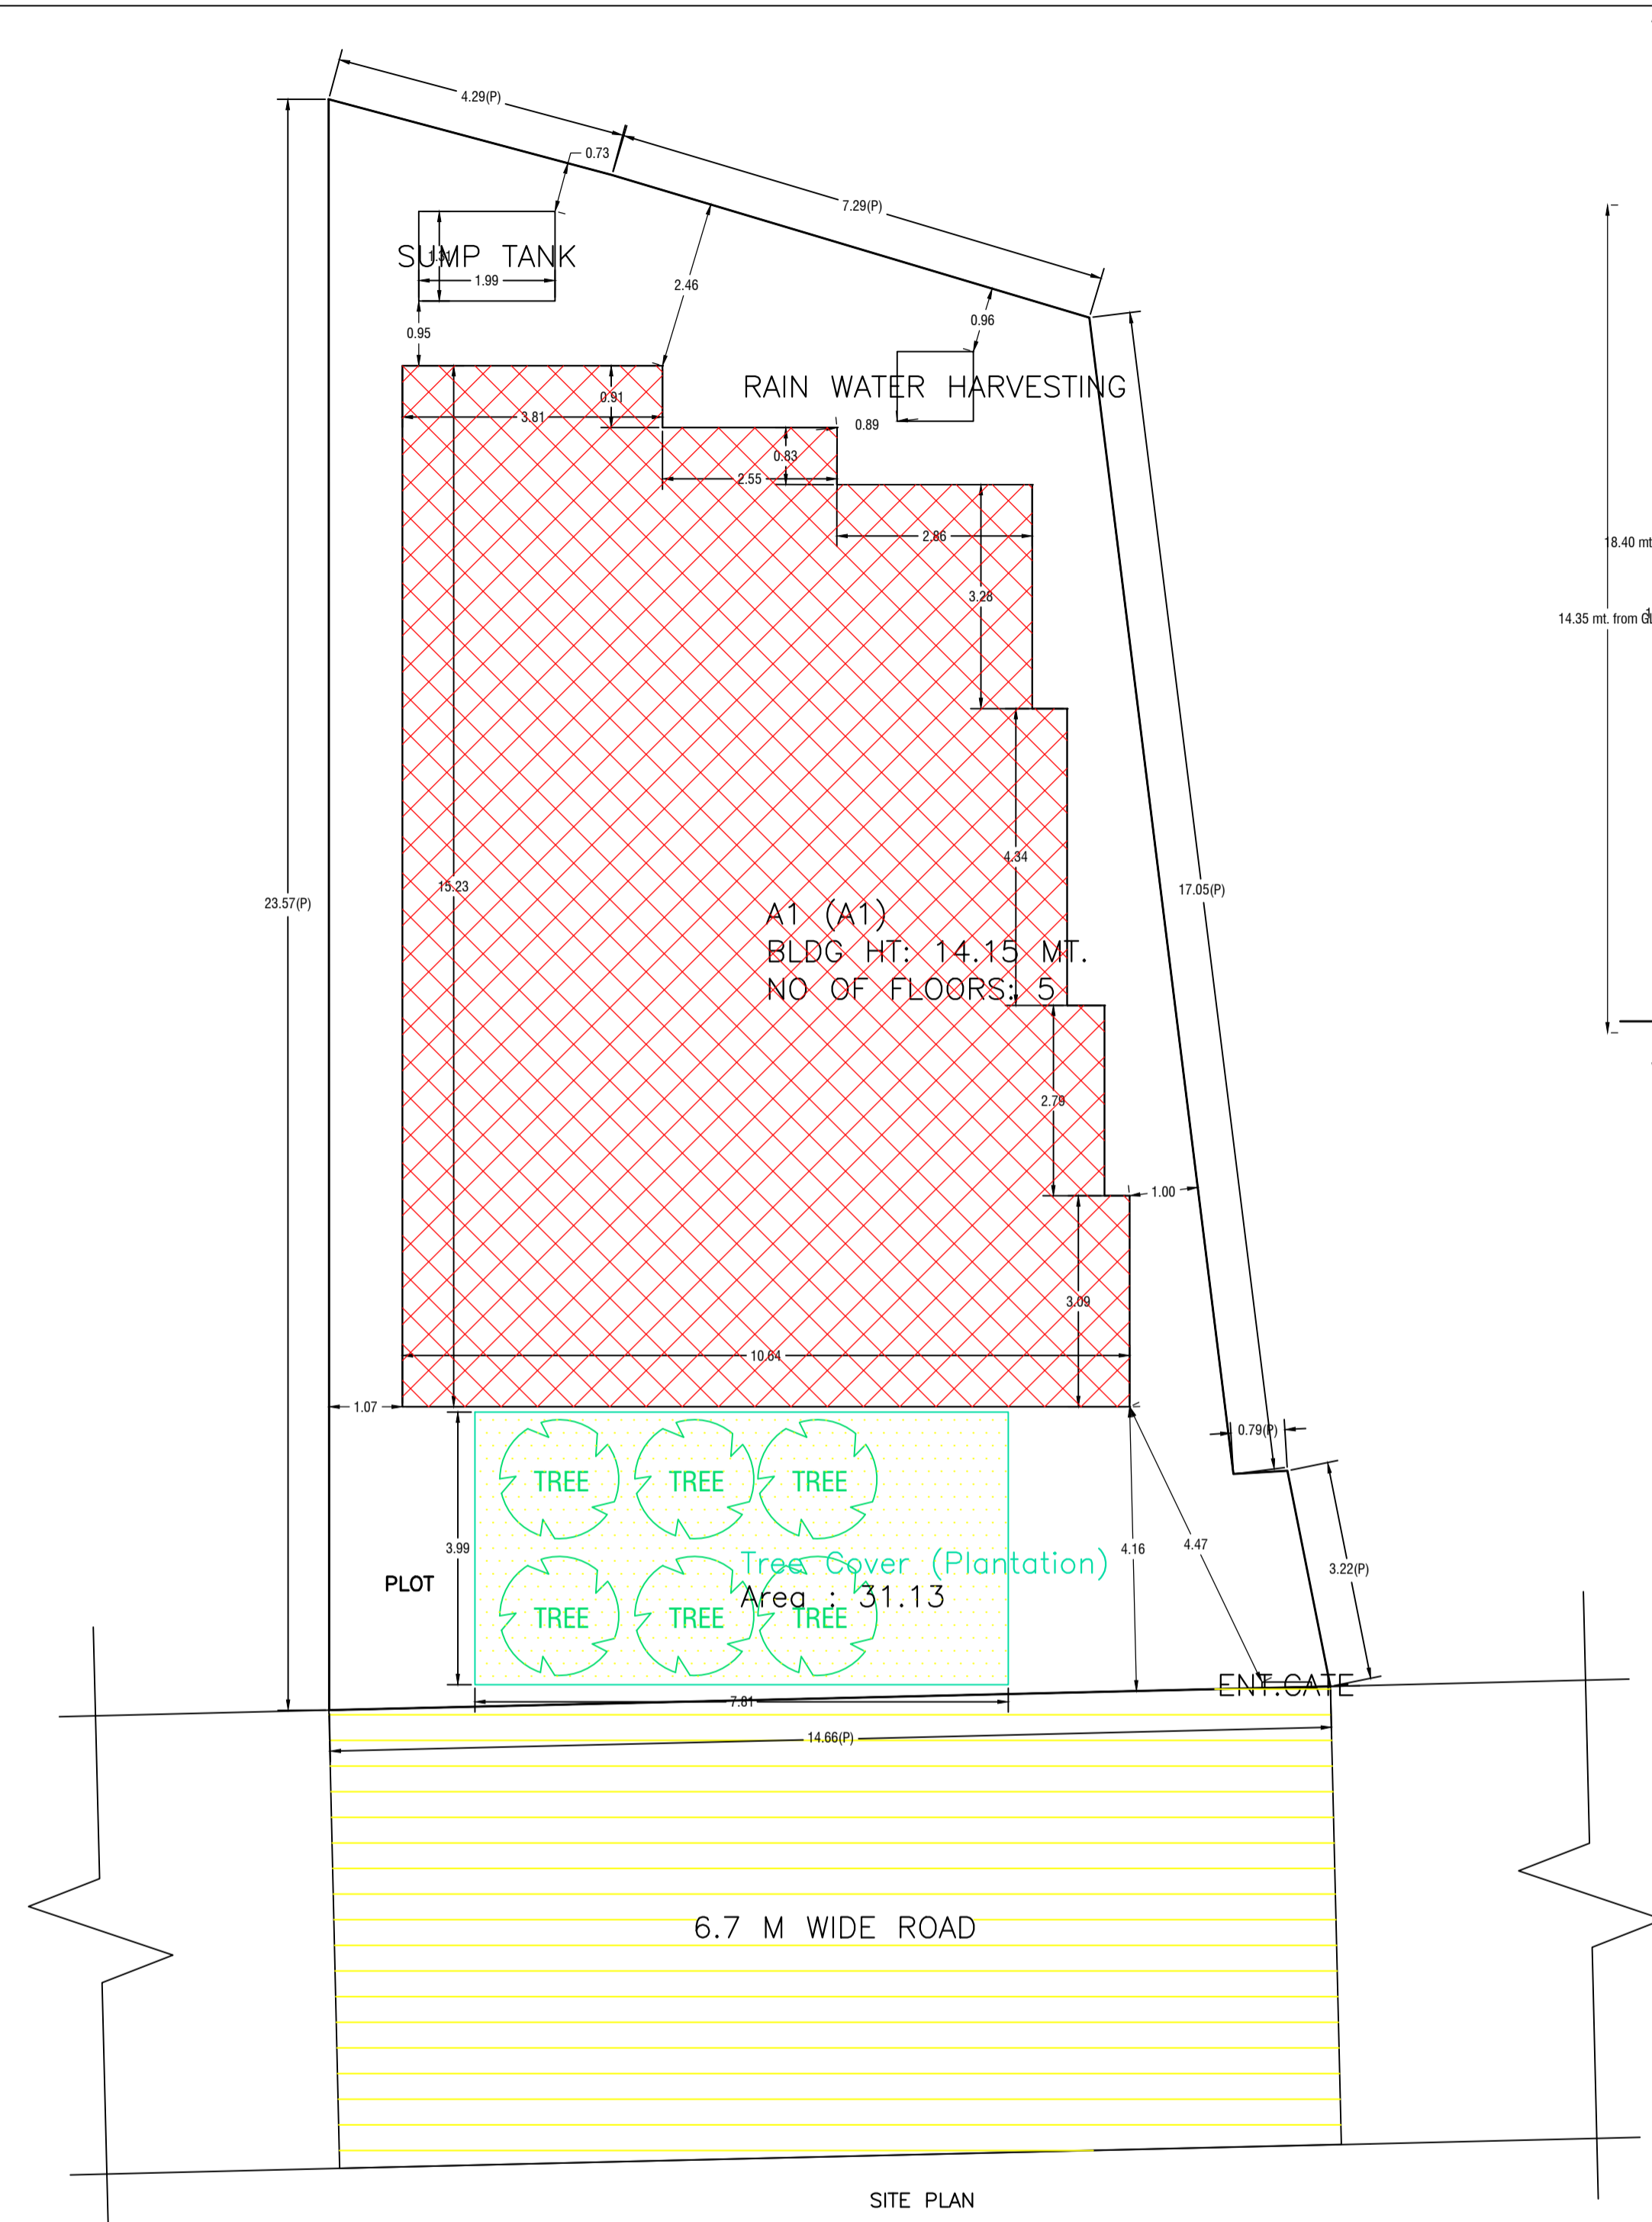 4.29(P)
0.73
7.29(P)
SUMP TANK
1.31
1.99
2.46
0.95
0.96
RAIN WATER HARVESTING
0.91
3.81
0.89
0.83
2.55
2.86
18.40 mt
3.28
14.35 mt. from GL
4.34
15.23
17.05(P)
23.57(P)
A1 (A1)
BLDG HT: 14.15 MT.
NO OF FLOORS: 5
2.79
1.00
3.09
10.64
1.07
0.79(P)
TREE TREE TREE
3.99
4.16
4.47
Tree Cover (Plantation)
3.22(P)
PLOT
Area : 31.13
TREE TREE TREE
ENT.GATE
7.81
14.66(P)
6.7 M WIDE ROAD
SITE PLAN